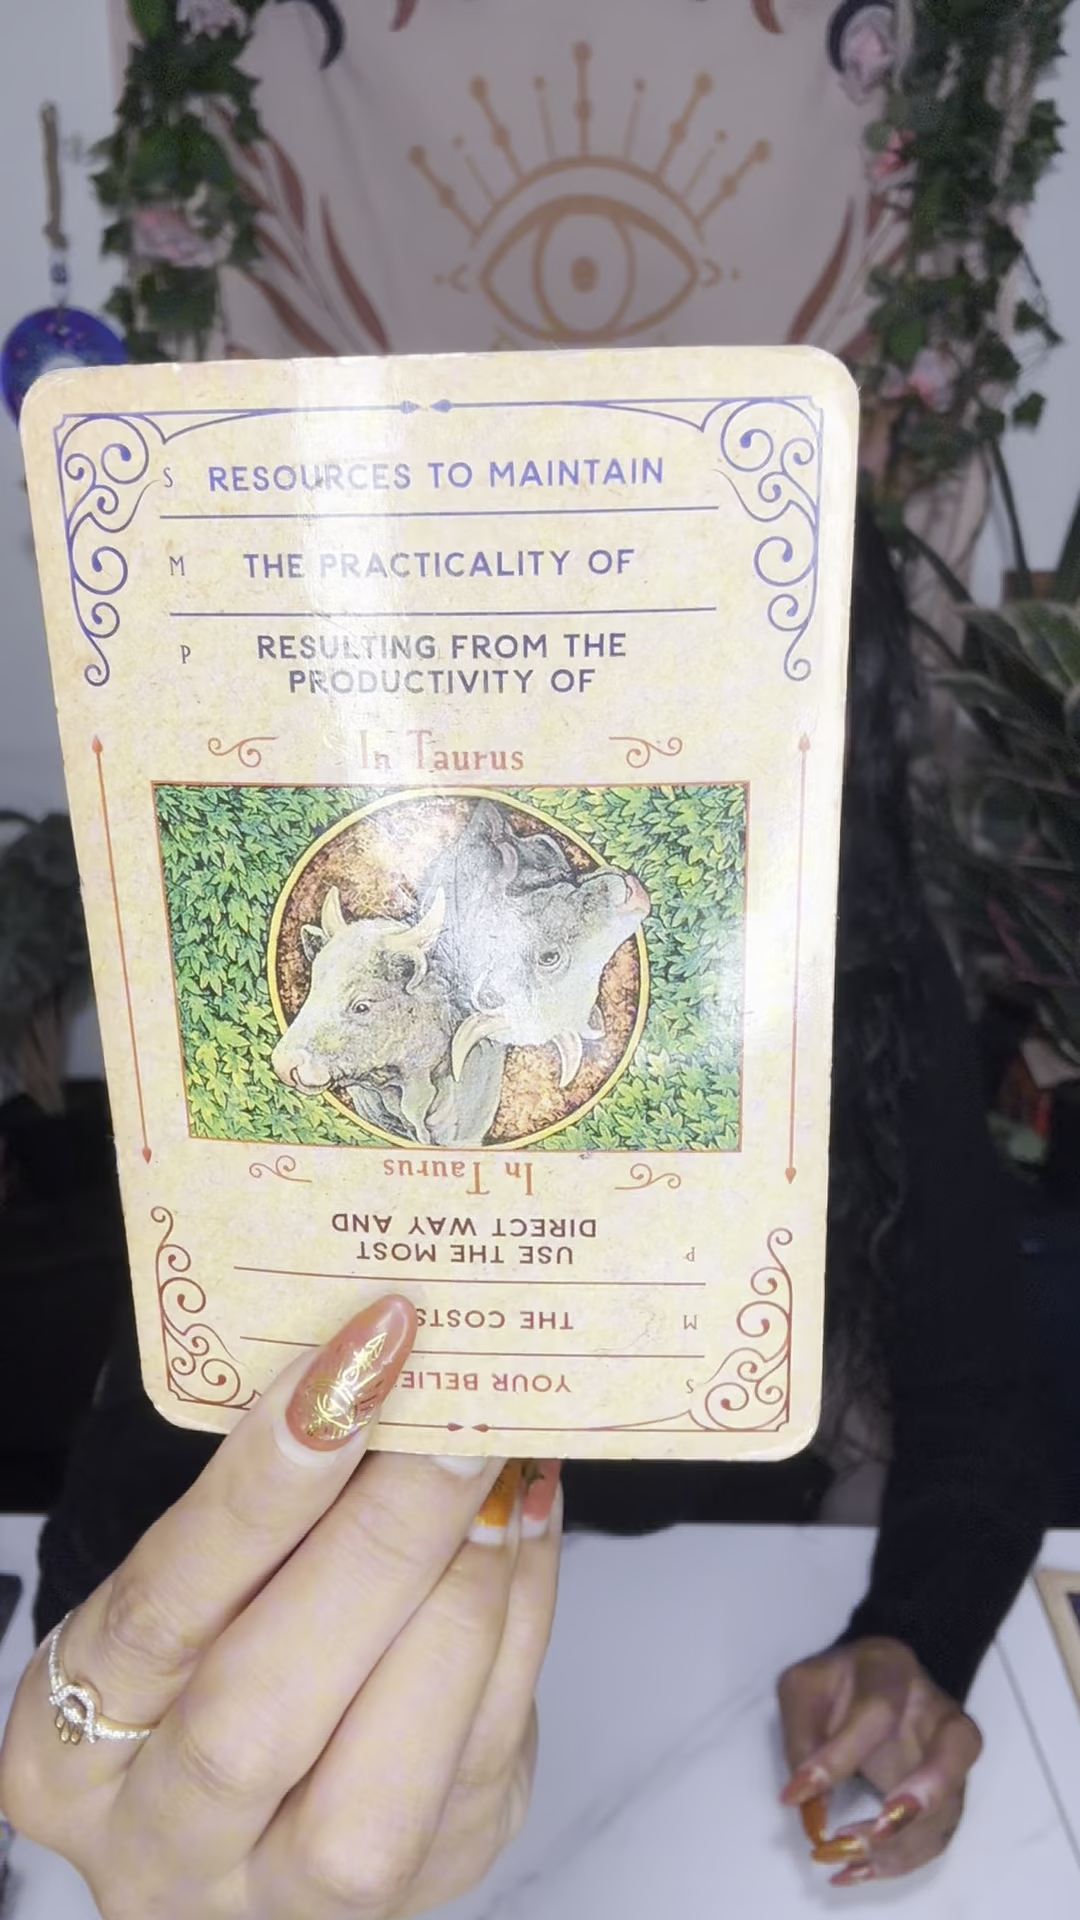 S RESOURCES TO MAINTAIN
M THE PRACTICALITY OF
P RESULTING FROM THE
PRODUCTIVITY OF
In Taurus
In Taurus
DIRECT WAY AND
P USE THE MOST
M THE COSTS
S YOUR